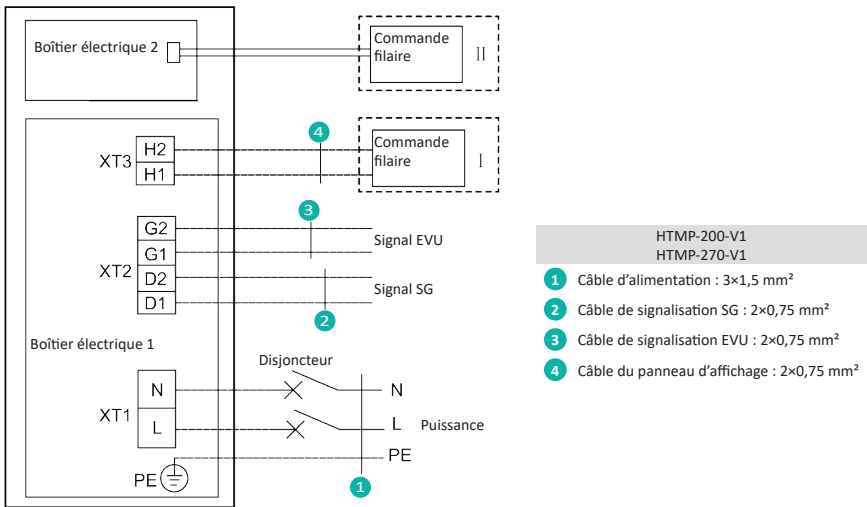 Boîtier électrique 2
Commande
filaire
II
4
XT3
H2
H1
Commande
filaire
I
3
XT2
G2
G1
D2
D1
Signal EVU
Signal SG
2
Boîtier électrique 1
Disjoncteur
XT1
N
L
N
L
Puissance
PE
PE
1
HTMP-200-V1
HTMP-270-V1
1 Câble d’alimentation : 3×1,5 mm²
2 Câble de signalisation SG : 2×0,75 mm²
3 Câble de signalisation EVU : 2×0,75 mm²
4 Câble du panneau d’affichage : 2×0,75 mm²